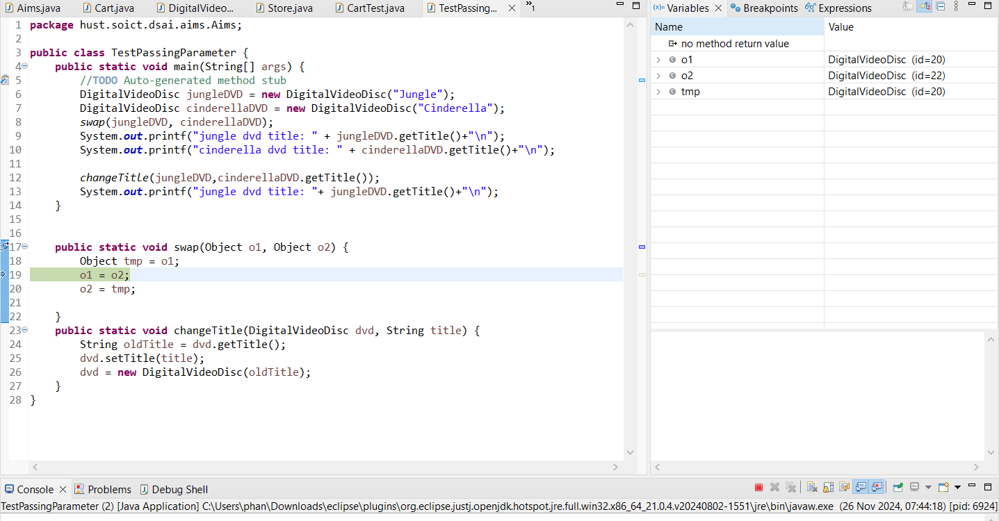 Aims.java Cart.java DigitalVideo... Store.java CartTest.java TestPassing... »1
(x)= Variables Breakpoints Expressions
Name Value
no method return value
o1 DigitalVideoDisc (id=20)
o2 DigitalVideoDisc (id=22)
tmp DigitalVideoDisc (id=20)
1 package hust.soict.dsai.aims.Aims;
2
3 public class TestPassingParameter {
4 public static void main(String[] args) {
5 //TODO Auto-generated method stub
6 DigitalVideoDisc jungleDVD = new DigitalVideoDisc("Jungle");
7 DigitalVideoDisc cinderellaDVD = new DigitalVideoDisc("Cinderella");
8 swap(jungleDVD, cinderellaDVD);
9 System.out.printf("jungle dvd title: " + jungleDVD.getTitle()+"\n");
10 System.out.printf("cinderella dvd title: " + cinderellaDVD.getTitle()+"\n");
11
12 changeTitle(jungleDVD,cinderellaDVD.getTitle());
13 System.out.printf("jungle dvd title: "+ jungleDVD.getTitle()+"\n");
14 }
15
16
17 public static void swap(Object o1, Object o2) {
18 Object tmp = o1;
19 o1 = o2;
20 o2 = tmp;
21
22 }
23 public static void changeTitle(DigitalVideoDisc dvd, String title) {
24 String oldTitle = dvd.getTitle();
25 dvd.setTitle(title);
26 dvd = new DigitalVideoDisc(oldTitle);
27 }
28 }
Console Problems Debug Shell
TestPassingParameter (2) [Java Application] C:\Users\phan\Downloads\eclipse\plugins\org.eclipse.justj.openjdk.hotspot.jre.full.win32.x86_64_21.0.4.v20240802-1551\jre\bin\javaw.exe (26 Nov 2024, 07:44:18) [pid: 6924]